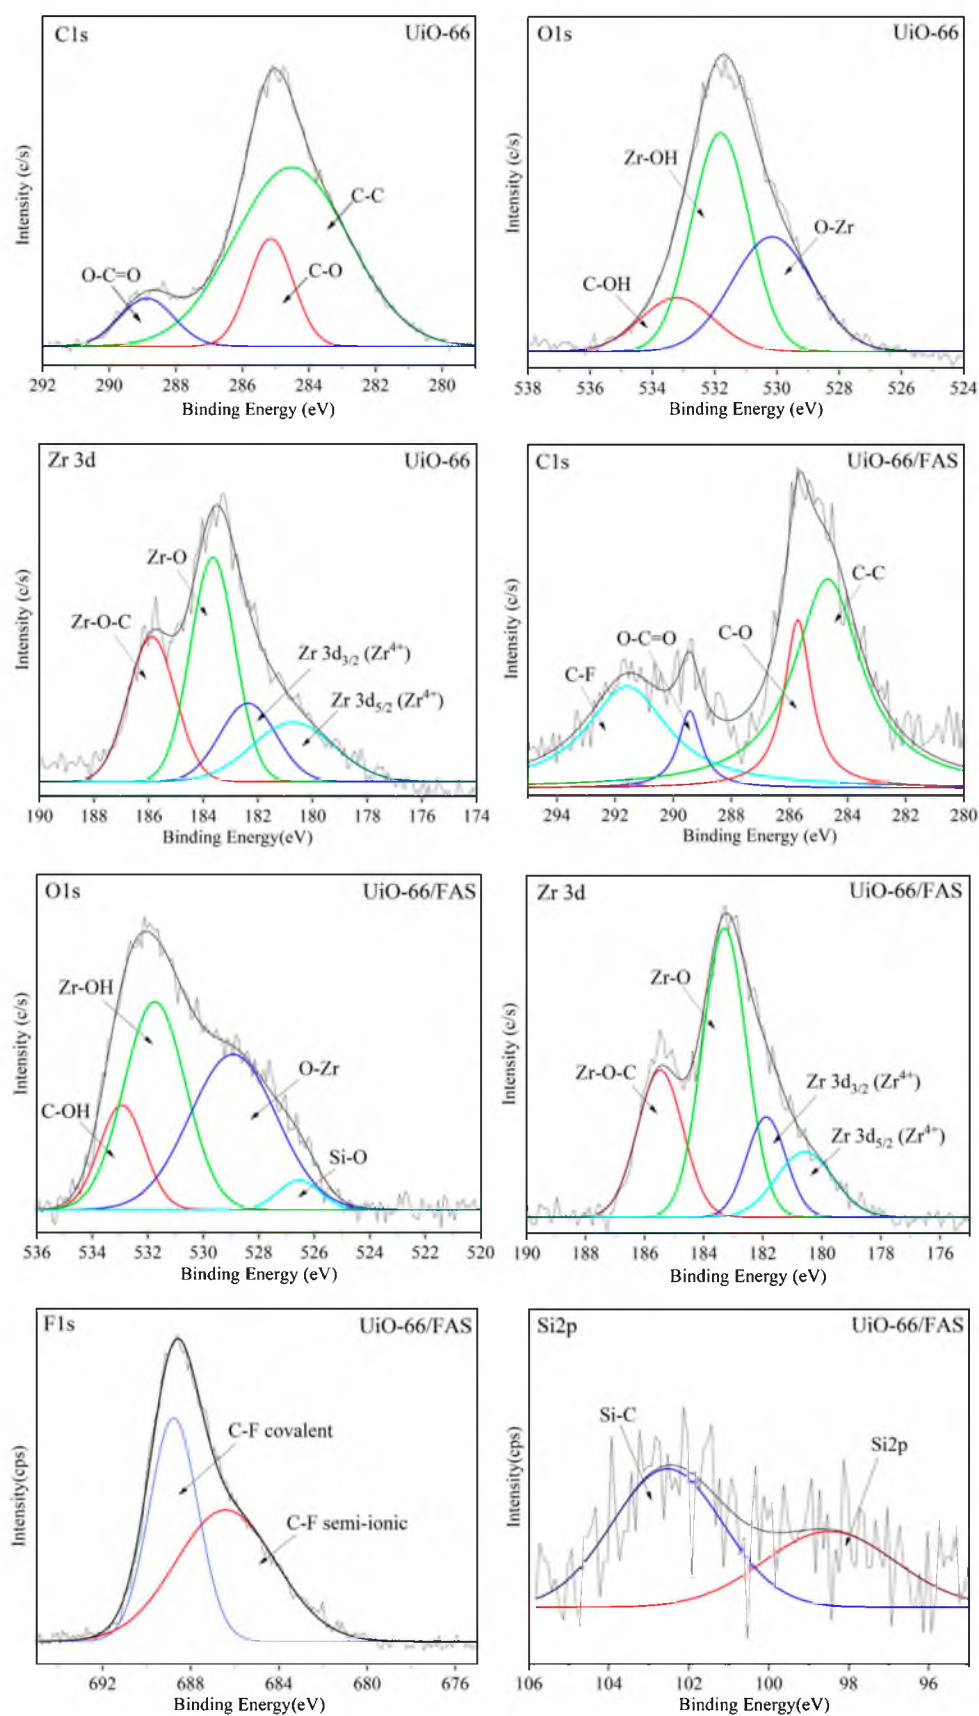 C1s UiO-66
O-C=O
C-C
C-O
Intensity (c/s)
292 290 288 286 284 282 280
Binding Energy (eV)
O1s UiO-66
Zr-OH
O-Zr
C-OH
Intensity (c/s)
538 536 534 532 530 528 526 524
Binding Energy (eV)
Zr 3d UiO-66
Zr-O
Zr-O-C
Zr 3d3/2 (Zr4+)
Zr 3d5/2 (Zr4+)
Intensity (c/s)
190 188 186 184 182 180 178 176 174
Binding Energy(eV)
C1s UiO-66/FAS
C-C
O-C=O
C-O
C-F
Intensity (c/s)
294 292 290 288 286 284 282 280
Binding Energy (eV)
O1s UiO-66/FAS
Zr-OH
O-Zr
C-OH
Si-O
Intensity (c/s)
536 534 532 530 528 526 524 522 520
Binding Energy (eV)
Zr 3d UiO-66/FAS
Zr-O
Zr-O-C
Zr 3d3/2 (Zr4+)
Zr 3d5/2 (Zr4+)
Intensity (c/s)
190 188 186 184 182 180 178 176
Binding Energy (eV)
F1s UiO-66/FAS
C-F covalent
C-F semi-ionic
Intensity(cps)
692 688 684 680 676
Binding Energy(eV)
Si2p UiO-66/FAS
Si-C
Si2p
Intensity(cps)
106 104 102 100 98 96
Binding Energy(eV)